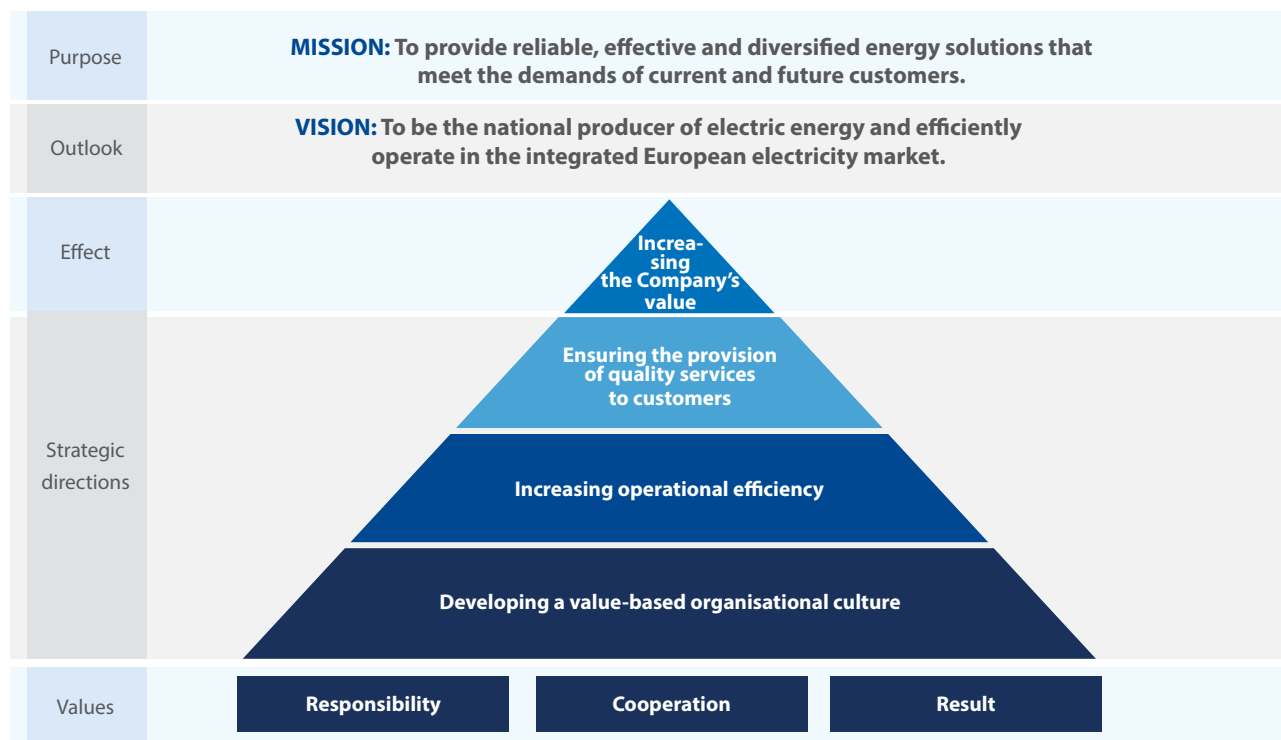 Purpose
MISSION: To provide reliable, effective and diversified energy solutions that
meet the demands of current and future customers.
Outlook
VISION: To be the national producer of electric energy and efficiently
operate in the integrated European electricity market.
Effect
Increa-
sing
the Company's
value
Strategic
directions
Ensuring the provision
of quality services
to customers
Increasing operational efficiency
Developing a value-based organisational culture
Values
Responsibility
Cooperation
Result